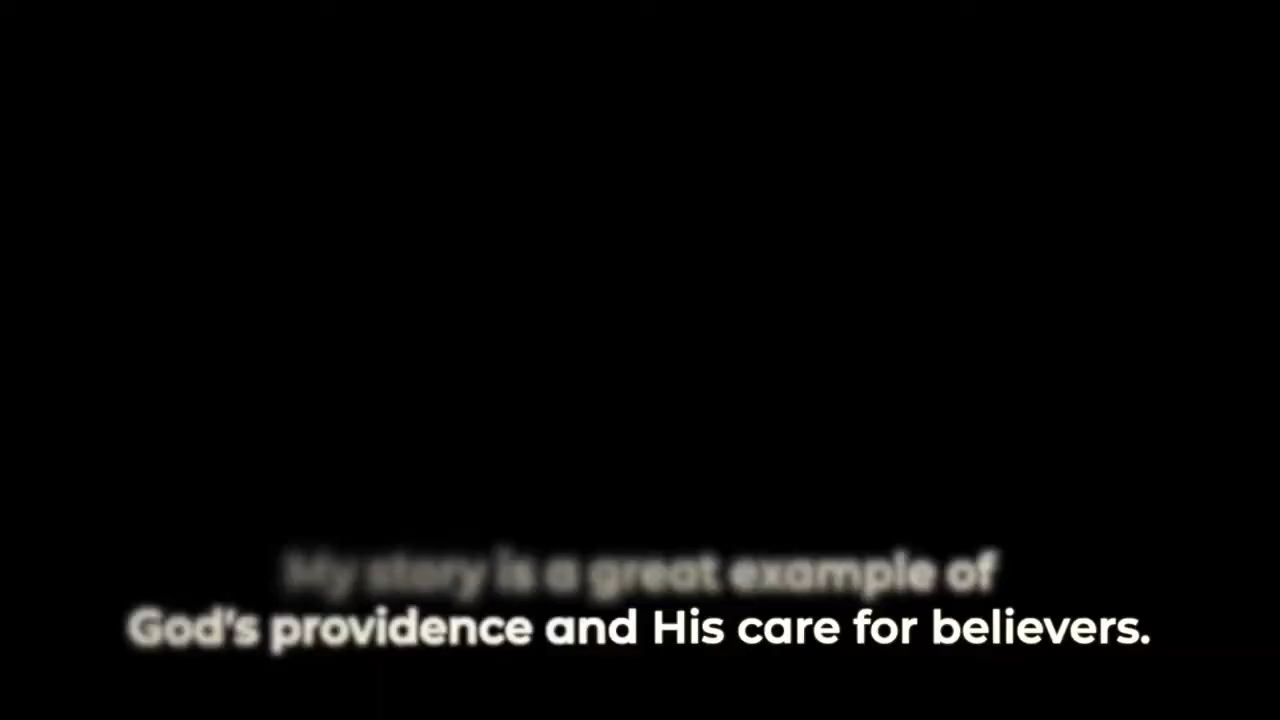 My story is a great example of
God's providence and His care for believers.